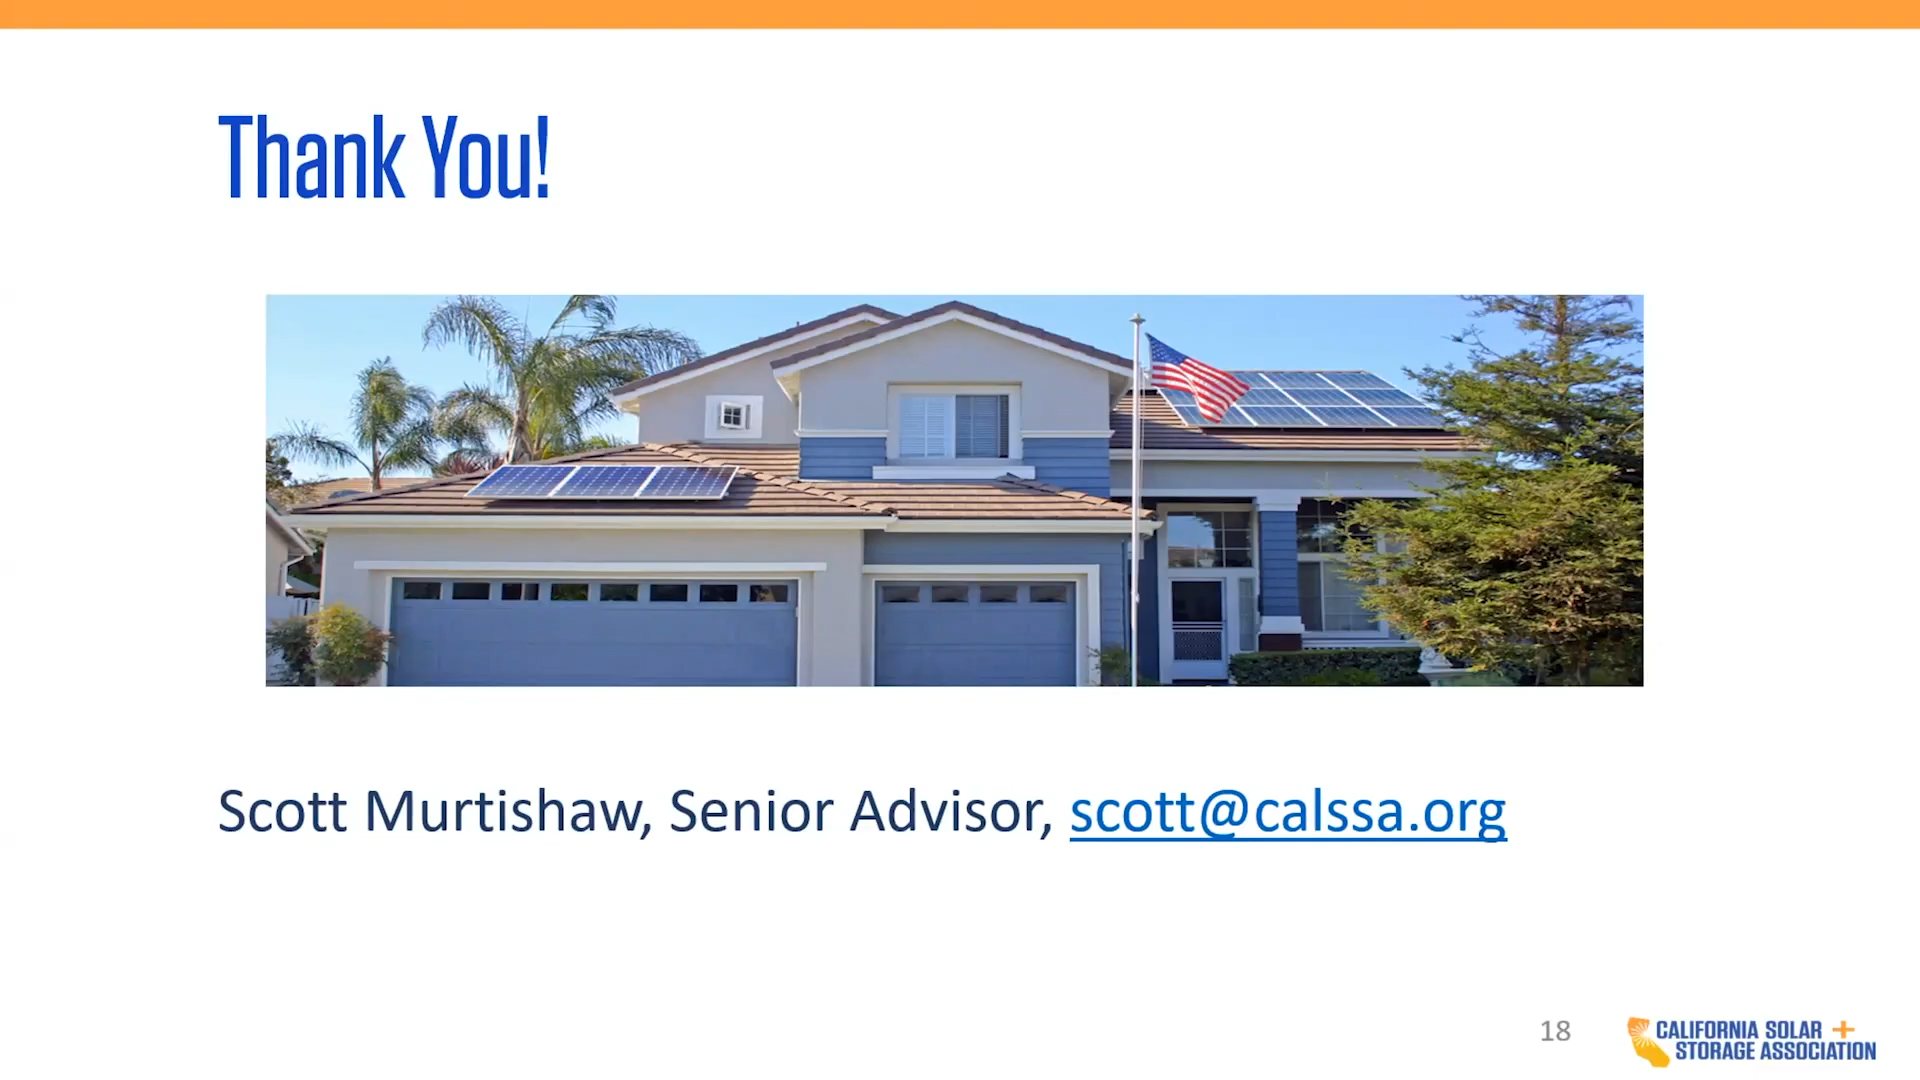 Thank You!
Scott Murtishaw, Senior Advisor, scott@calssa.org
18
CALIFORNIA SOLAR +
STORAGE ASSOCIATION